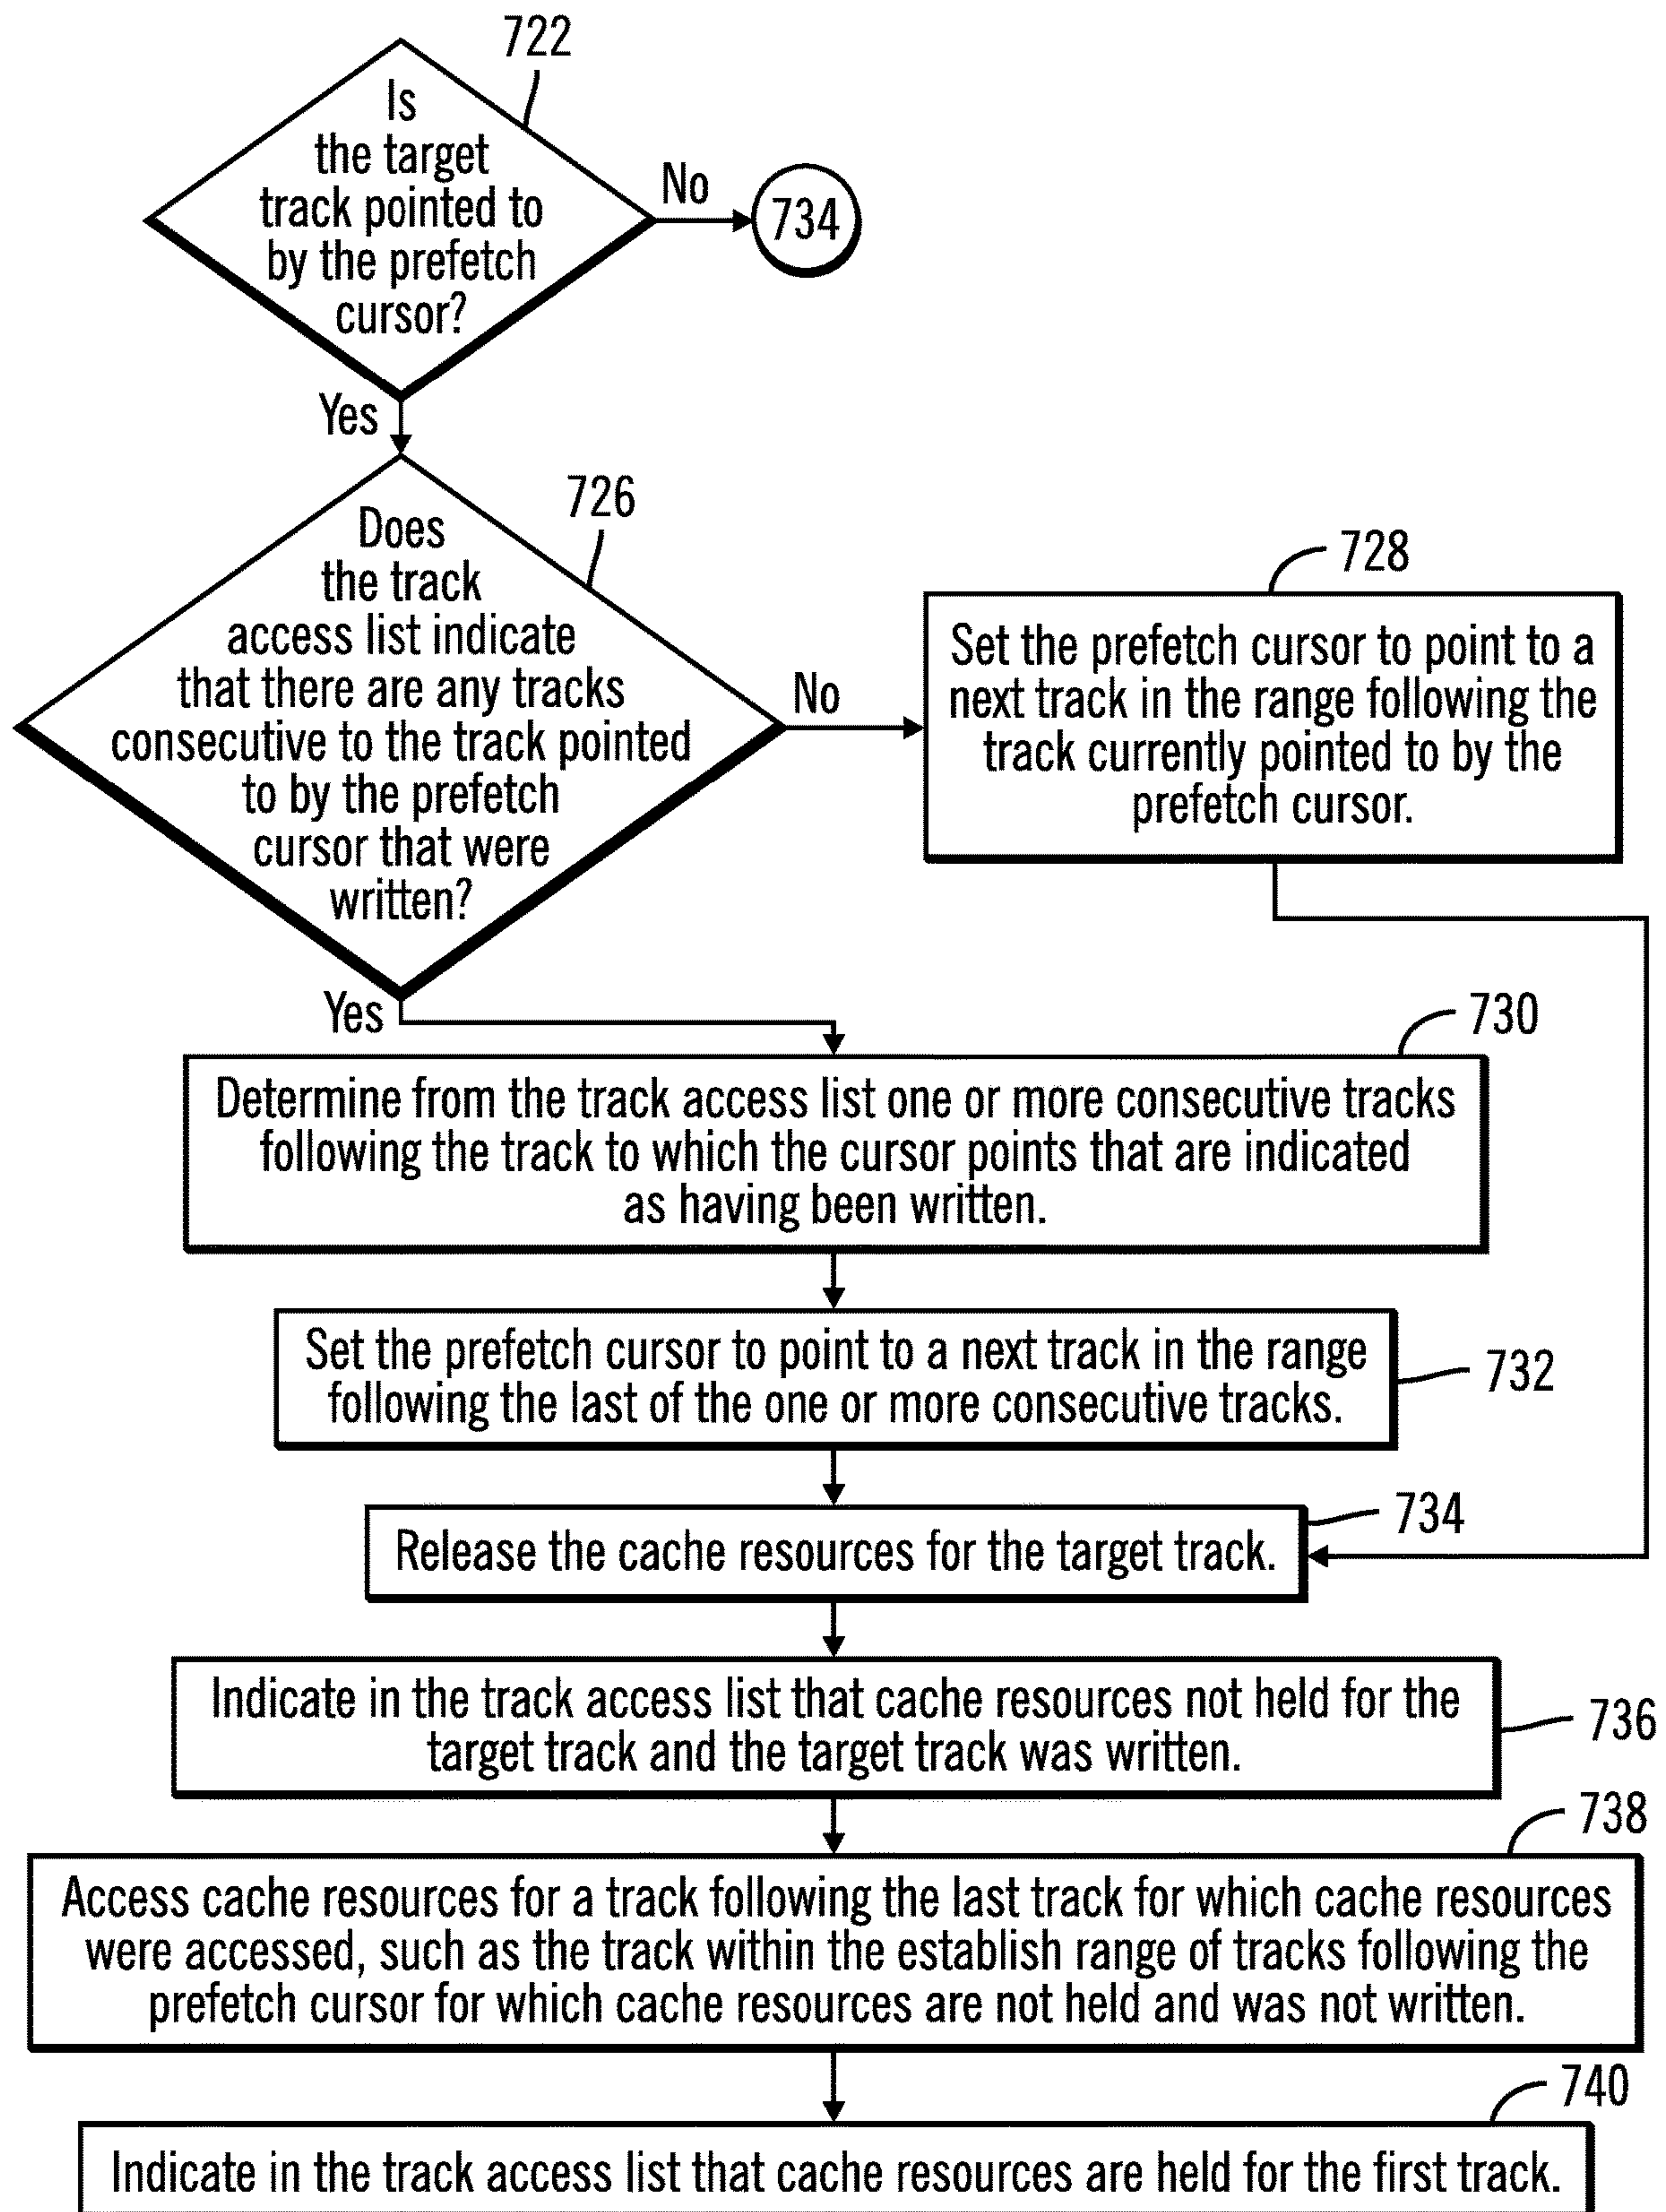 722
Is
the target
track pointed to
by the prefetch
cursor?
No
734
Yes
726
Does
the track
access list indicate
that there are any tracks
consecutive to the track pointed
to by the prefetch
cursor that were
written?
No
728
Set the prefetch cursor to point to a
next track in the range following the
track currently pointed to by the
prefetch cursor.
Yes
730
Determine from the track access list one or more consecutive tracks
following the track to which the cursor points that are indicated
as having been written.
Set the prefetch cursor to point to a next track in the range
following the last of the one or more consecutive tracks.
732
734
Release the cache resources for the target track.
Indicate in the track access list that cache resources not held for the
target track and the target track was written.
736
738
Access cache resources for a track following the last track for which cache resources
were accessed, such as the track within the establish range of tracks following the
prefetch cursor for which cache resources are not held and was not written.
740
Indicate in the track access list that cache resources are held for the first track.